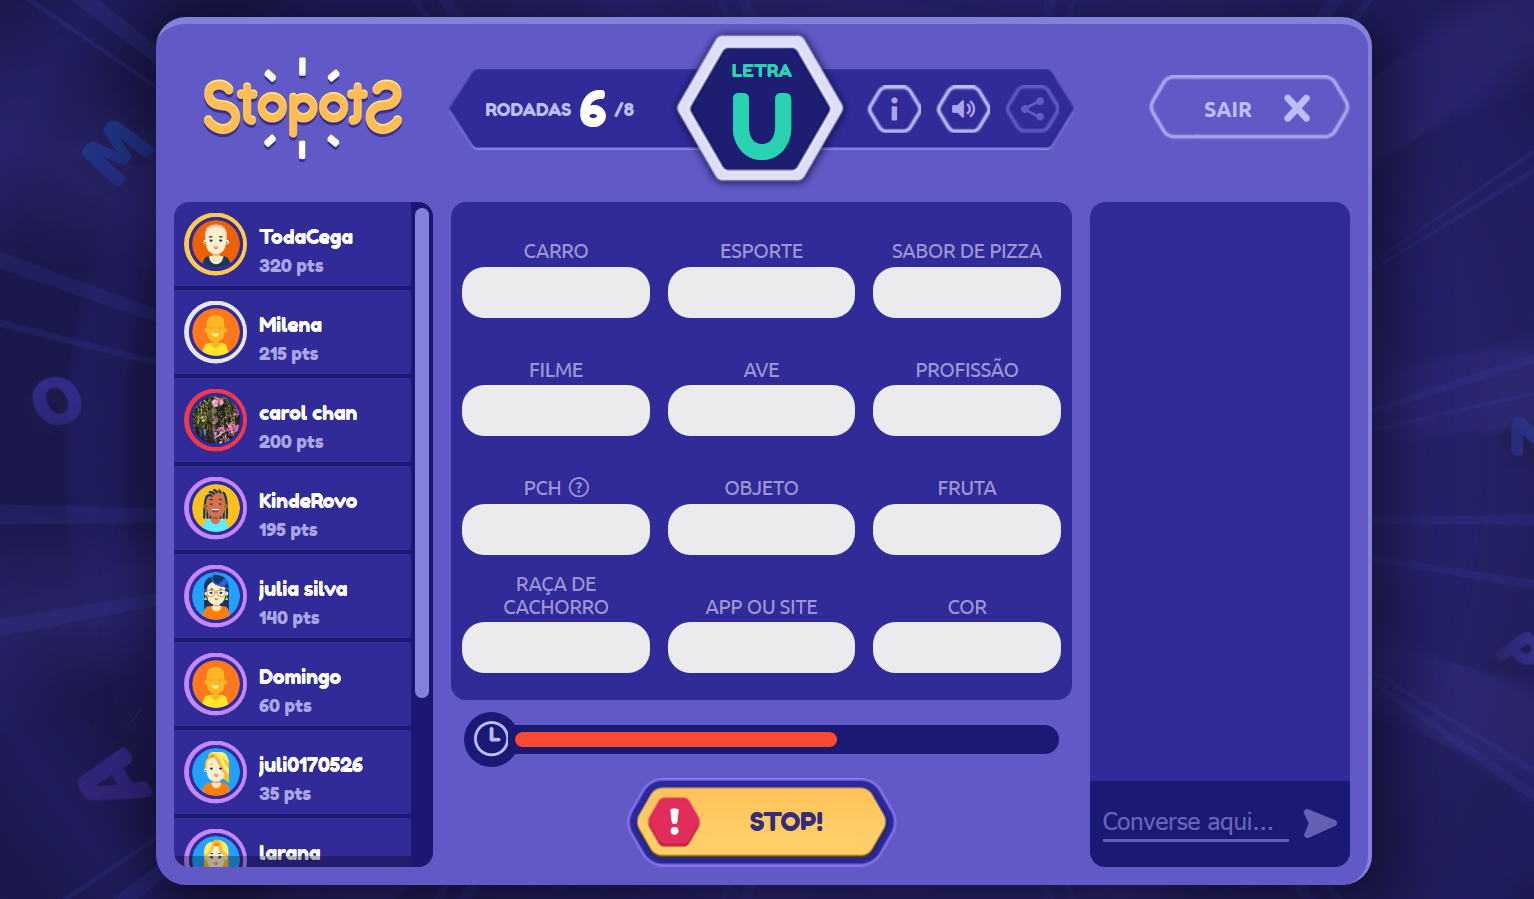 StopotS
RODADAS 6 /8
LETRA
U
SAIR
TodaCega
320 pts
Milena
215 pts
carol chan
200 pts
KindeRovo
195 pts
julia silva
140 pts
Domingo
60 pts
juli0170526
35 pts
larana
CARRO
ESPORTE
SABOR DE PIZZA
FILME
AVE
PROFISSÃO
PCH ?
OBJETO
FRUTA
RAÇA DE
CACHORRO
APP OU SITE
COR
! STOP!
Converse aqui...
M
O
A
N
P